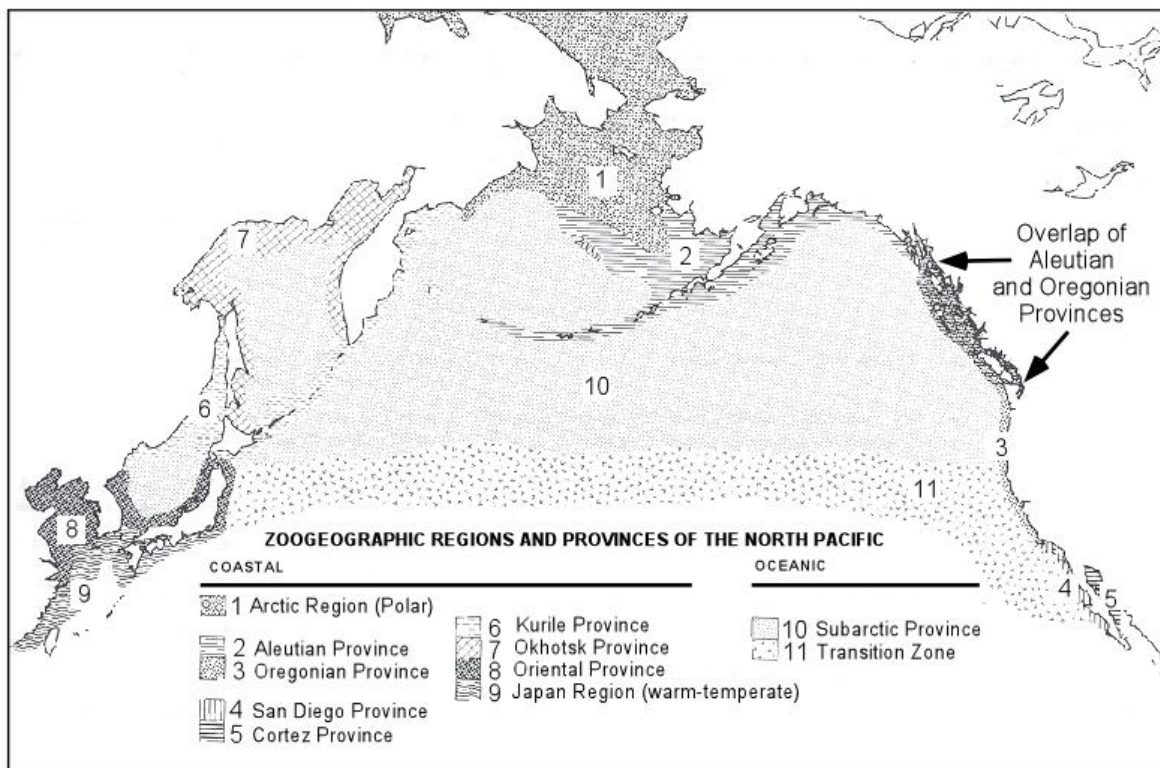 1
7
2
Overlap of
Aleutian
and Oregonian
Provinces
10
6
3
11
8
9
4
5
ZOOGEOGRAPHIC REGIONS AND PROVINCES OF THE NORTH PACIFIC
COASTAL
OCEANIC
1 Arctic Region (Polar)
2 Aleutian Province
3 Oregonian Province
4 San Diego Province
5 Cortez Province
6 Kurile Province
7 Okhotsk Province
8 Oriental Province
9 Japan Region (warm-temperate)
10 Subarctic Province
11 Transition Zone